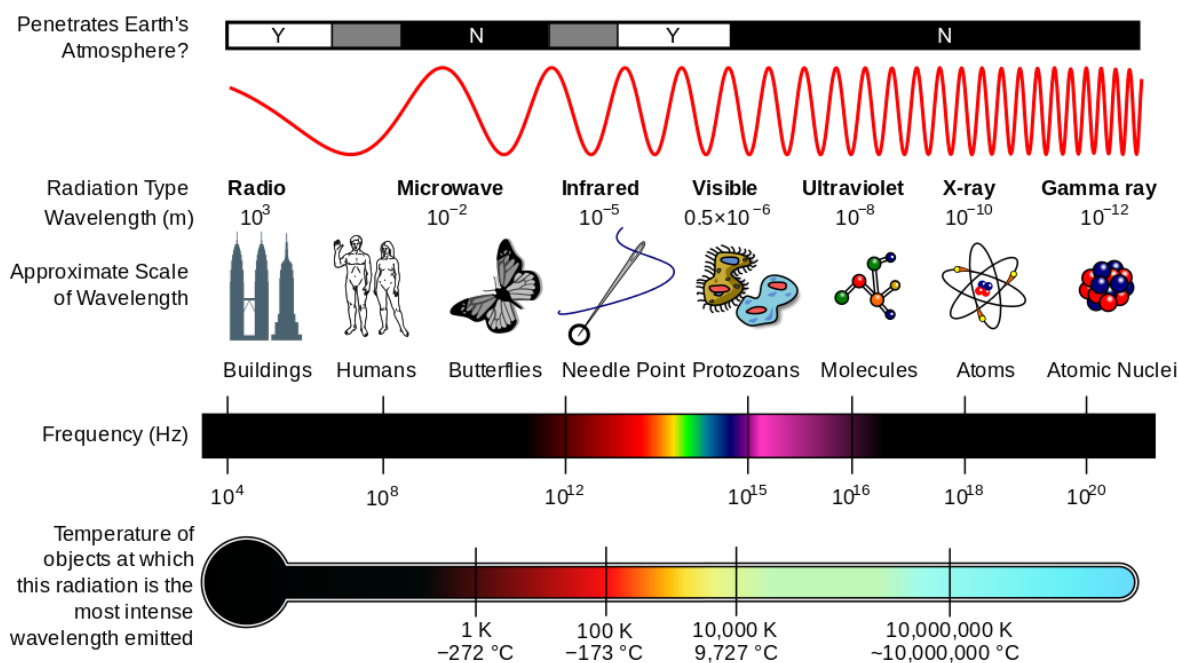 Penetrates Earth's
Atmosphere?
Y N Y N
Radiation Type
Radio Microwave Infrared Visible Ultraviolet X-ray Gamma ray
Wavelength (m)
10³ 10⁻² 10⁻⁵ 0.5×10⁻⁶ 10⁻⁸ 10⁻¹⁰ 10⁻¹²
Approximate Scale
of Wavelength
Buildings Humans Butterflies Needle Point Protozoans Molecules Atoms Atomic Nuclei
Frequency (Hz)
10⁴ 10⁸ 10¹² 10¹⁵ 10¹⁶ 10¹⁸ 10²⁰
Temperature of
objects at which
this radiation is the
most intense
wavelength emitted
1 K 100 K 10,000 K 10,000,000 K
−272 °C −173 °C 9,727 °C ~10,000,000 °C